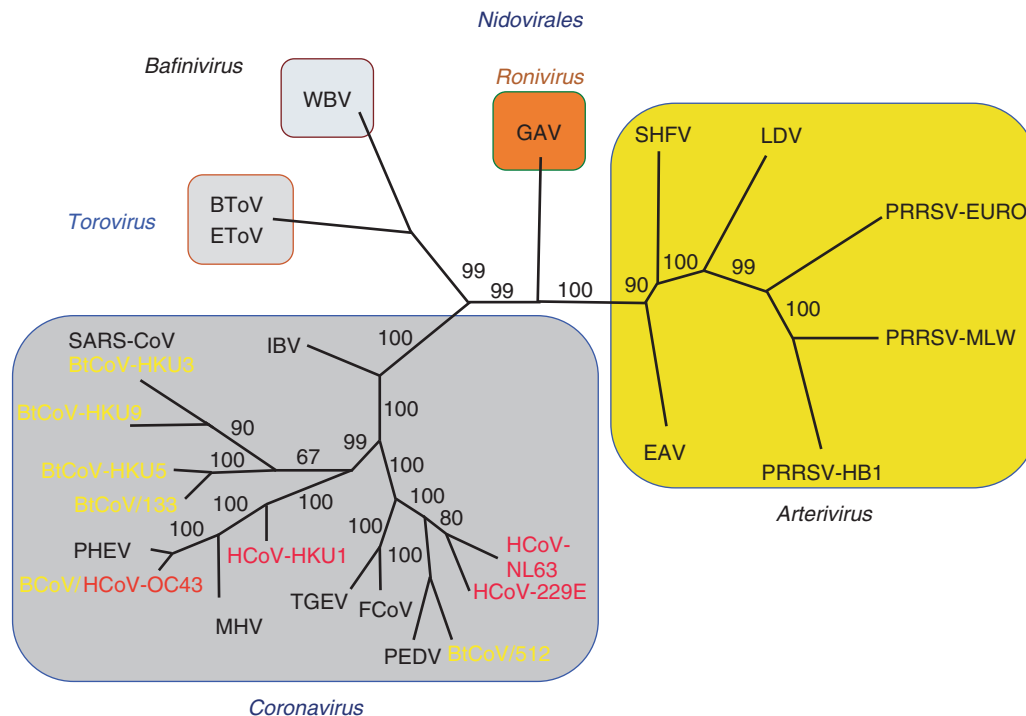 Nidovirales
Bafinivirus
Ronivirus
WBV
GAV
SHFV
LDV
Torovirus
BToV
EToV
PRRSV-EURO
99
99
100
90
100
99
100
PRRSV-MLW
EAV
PRRSV-HB1
Arterivirus
SARS-CoV
BtCoV-HKU3
IBV
100
BtCoV-HKU9
100
90
99
BtCoV-HKU5
100
67
100
BtCoV/133
100
100
100
80
100
PHEV
HCoV-HKU1
100
100
HCoV-
NL63
BCoV/HCoV-OC43
HCoV-229E
TGEV
FCoV
MHV
PEDV
BtCoV/512
Coronavirus